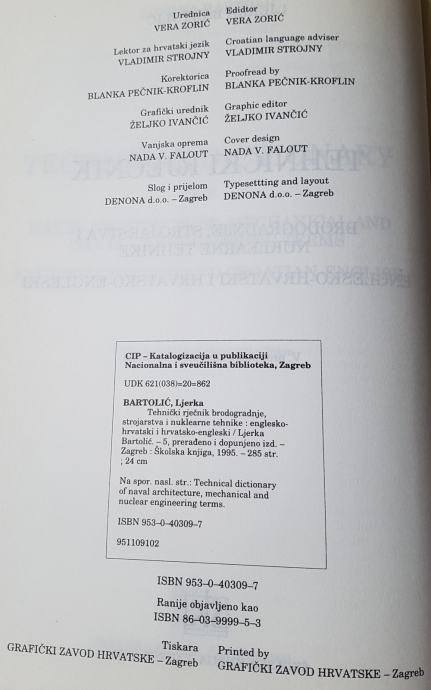 Urednica
VERA ZORIĆ
Edidtor
VERA ZORIĆ
Lektor za hrvatski jezik
VLADIMIR STROJNY
Croatian language adviser
VLADIMIR STROJNY
Korektorica
BLANKA PEČNIK-KROFLIN
Proofread by
BLANKA PEČNIK-KROFLIN
Grafički urednik
ŽELJKO IVANČIĆ
Graphic editor
ŽELJKO IVANČIĆ
Vanjska oprema
NADA V. FALOUT
Cover design
NADA V. FALOUT
Slog i prijelom
DENONA d.o.o. – Zagreb
Typesettting and layout
DENONA d.o.o. – Zagreb
CIP – Katalogizacija u publikaciji
Nacionalna i sveučilišna biblioteka, Zagreb
UDK 621(038)=20=862
BARTOLIĆ, Ljerka
Tehnički rječnik brodogradnje,
strojarstva i nuklearne tehnike : englesko-
hrvatski i hrvatsko-engleski / Ljerka
Bartolić. – 5, prerađeno i dopunjeno izd. –
Zagreb : Školska knjiga, 1995. – 285 str.
; 24 cm
Na spor. nasl. str.: Technical dictionary
of naval architecture, mechanical and
nuclear engineering terms.
ISBN 953-0-40309-7
951109102
ISBN 953–0–40309–7
Ranije objavljeno kao
ISBN 86–03–9999–5–3
Tiskara
GRAFIČKI ZAVOD HRVATSKE – Zagreb
Printed by
GRAFIČKI ZAVOD HRVATSKE – Zagreb